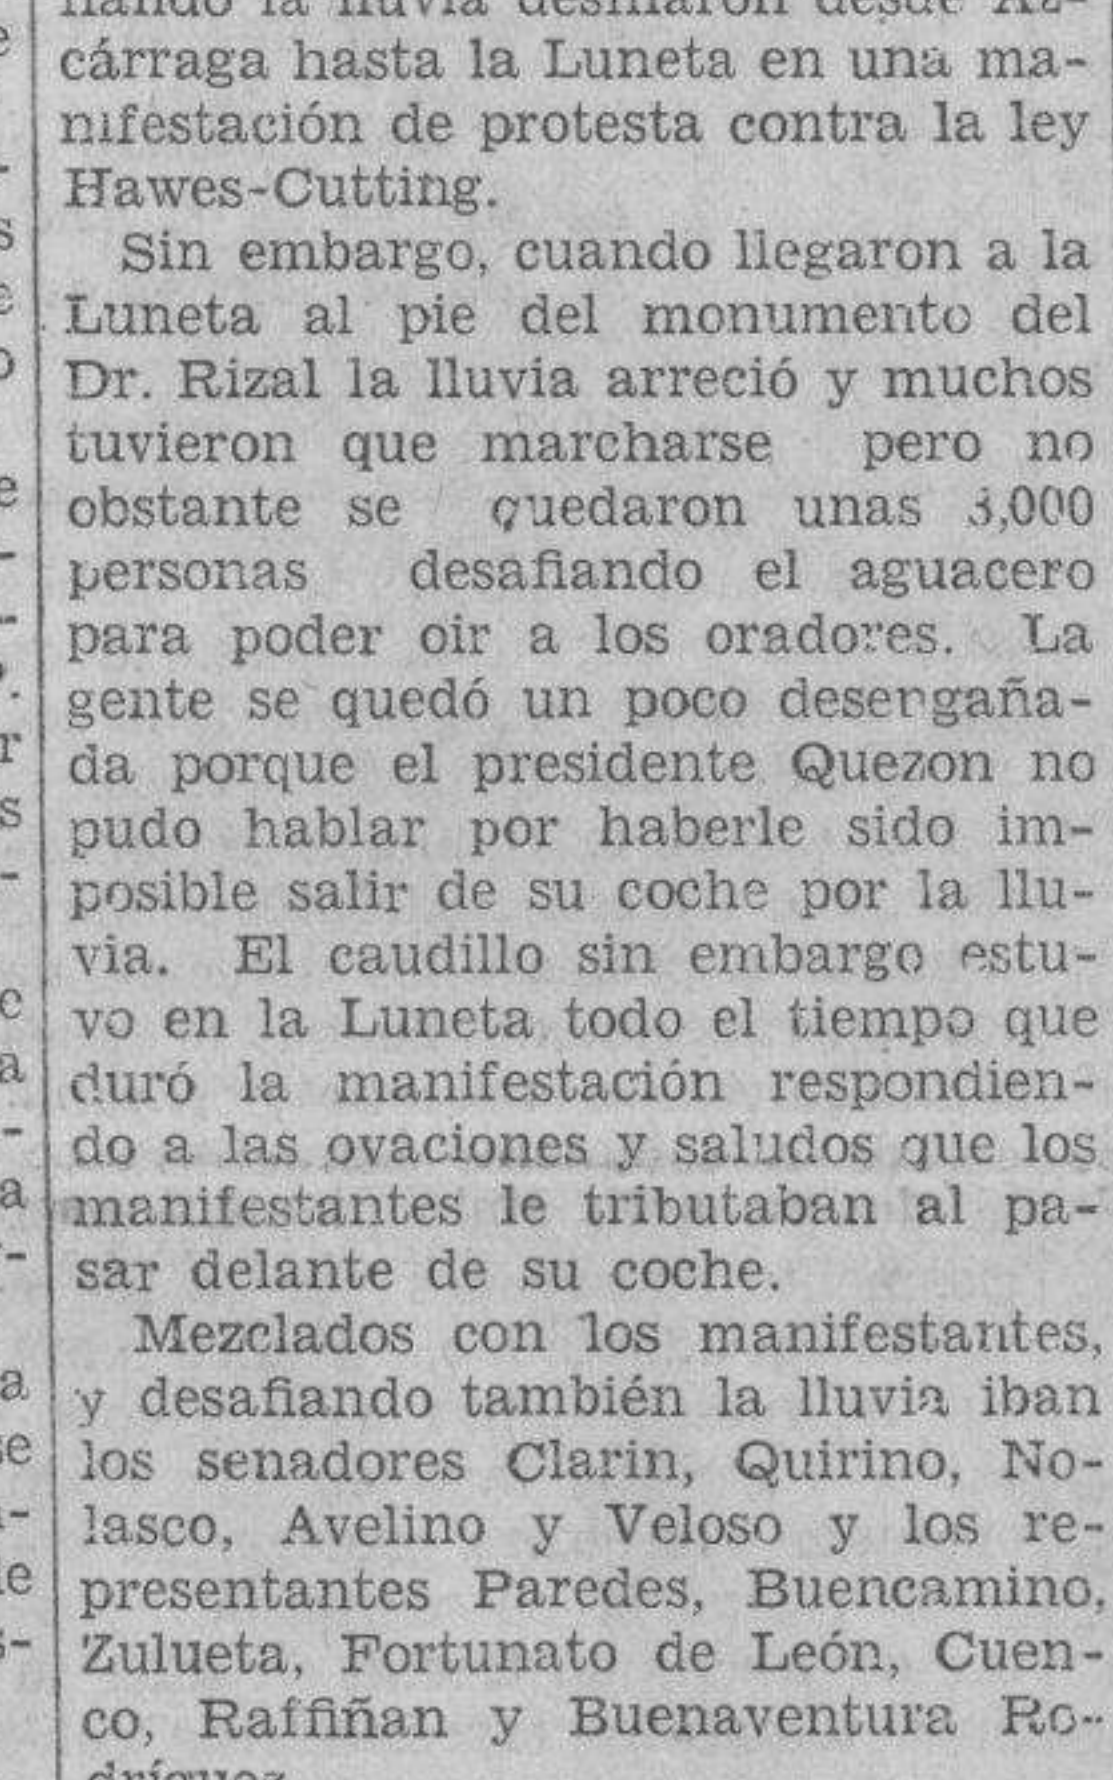 la lluvia desfilaron desde Az-
cárraga hasta la Luneta en una ma-
nifestación de protesta contra la ley
Hawes-Cutting.
Sin embargo, cuando llegaron a la
Luneta al pie del monumento del
Dr. Rizal la lluvia arreció y muchos
tuvieron que marcharse pero no
obstante se quedaron unas 3,000
personas desafiando el aguacero
para poder oir a los oradores. La
gente se quedó un poco desengaña-
da porque el presidente Quezon no
pudo hablar por haberle sido im-
posible salir de su coche por la llu-
via. El caudillo sin embargo estu-
vo en la Luneta todo el tiempo que
duró la manifestación respondien-
do a las ovaciones y saludos que los
manifestantes le tributaban al pa-
sar delante de su coche.
Mezclados con los manifestantes,
y desafiando también la lluvia iban
los senadores Clarin, Quirino, No-
lasco, Avelino y Veloso y los re-
presentantes Paredes, Buencamino,
Zulueta, Fortunato de León, Cuen-
co, Raffiñan y Buenaventura Ro-